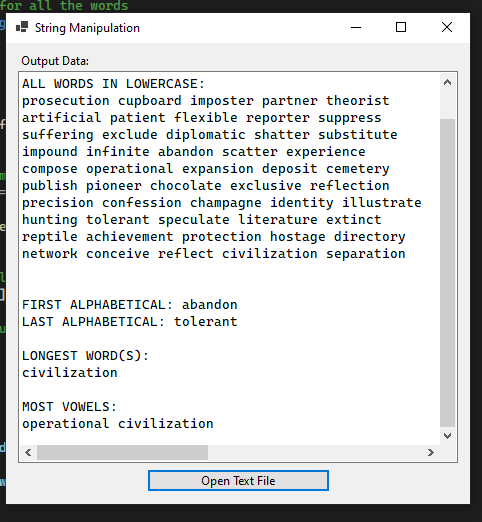 for all the words
String Manipulation
Output Data:
ALL WORDS IN LOWERCASE:
prosecution cupboard imposter partner theorist
artificial patient flexible reporter suppress
suffering exclude diplomatic shatter substitute
impound infinite abandon scatter experience
compose operational expansion deposit cemetery
publish pioneer chocolate exclusive reflection
precision confession champagne identity illustrate
hunting tolerant speculate literature extinct
reptile achievement protection hostage directory
network conceive reflect civilization separation
FIRST ALPHABETICAL: abandon
LAST ALPHABETICAL: tolerant
LONGEST WORD(S):
civilization
MOST VOWELS:
operational civilization
Open Text File